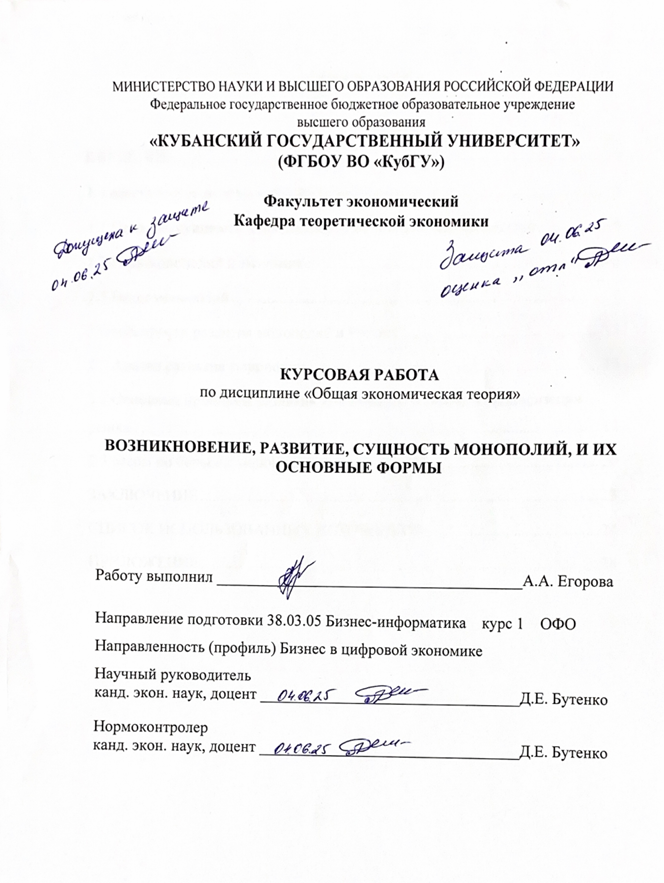 МИНИСТЕРСТВО НАУКИ И ВЫСШЕГО ОБРАЗОВАНИЯ РОССИЙСКОЙ ФЕДЕРАЦИИ
Федеральное государственное бюджетное образовательное учреждение
высшего образования
«КУБАНСКИЙ ГОСУДАРСТВЕННЫЙ УНИВЕРСИТЕТ»
(ФГБОУ ВО «КубГУ»)
Факультет экономический
Кафедра теоретической экономики
Допущена к защите
04.06.25
Защита 04.06.25
оценка „отл"
КУРСОВАЯ РАБОТА
по дисциплине «Общая экономическая теория»
ВОЗНИКНОВЕНИЕ, РАЗВИТИЕ, СУЩНОСТЬ МОНОПОЛИЙ, И ИХ
ОСНОВНЫЕ ФОРМЫ
Работу выполнил А.А. Егорова
Направление подготовки 38.03.05 Бизнес-информатика курс 1 ОФО
Направленность (профиль) Бизнес в цифровой экономике
Научный руководитель
канд. экон. наук, доцент 04.06.25 Д.Е. Бутенко
Нормоконтролер
канд. экон. наук, доцент 04.06.25 Д.Е. Бутенко